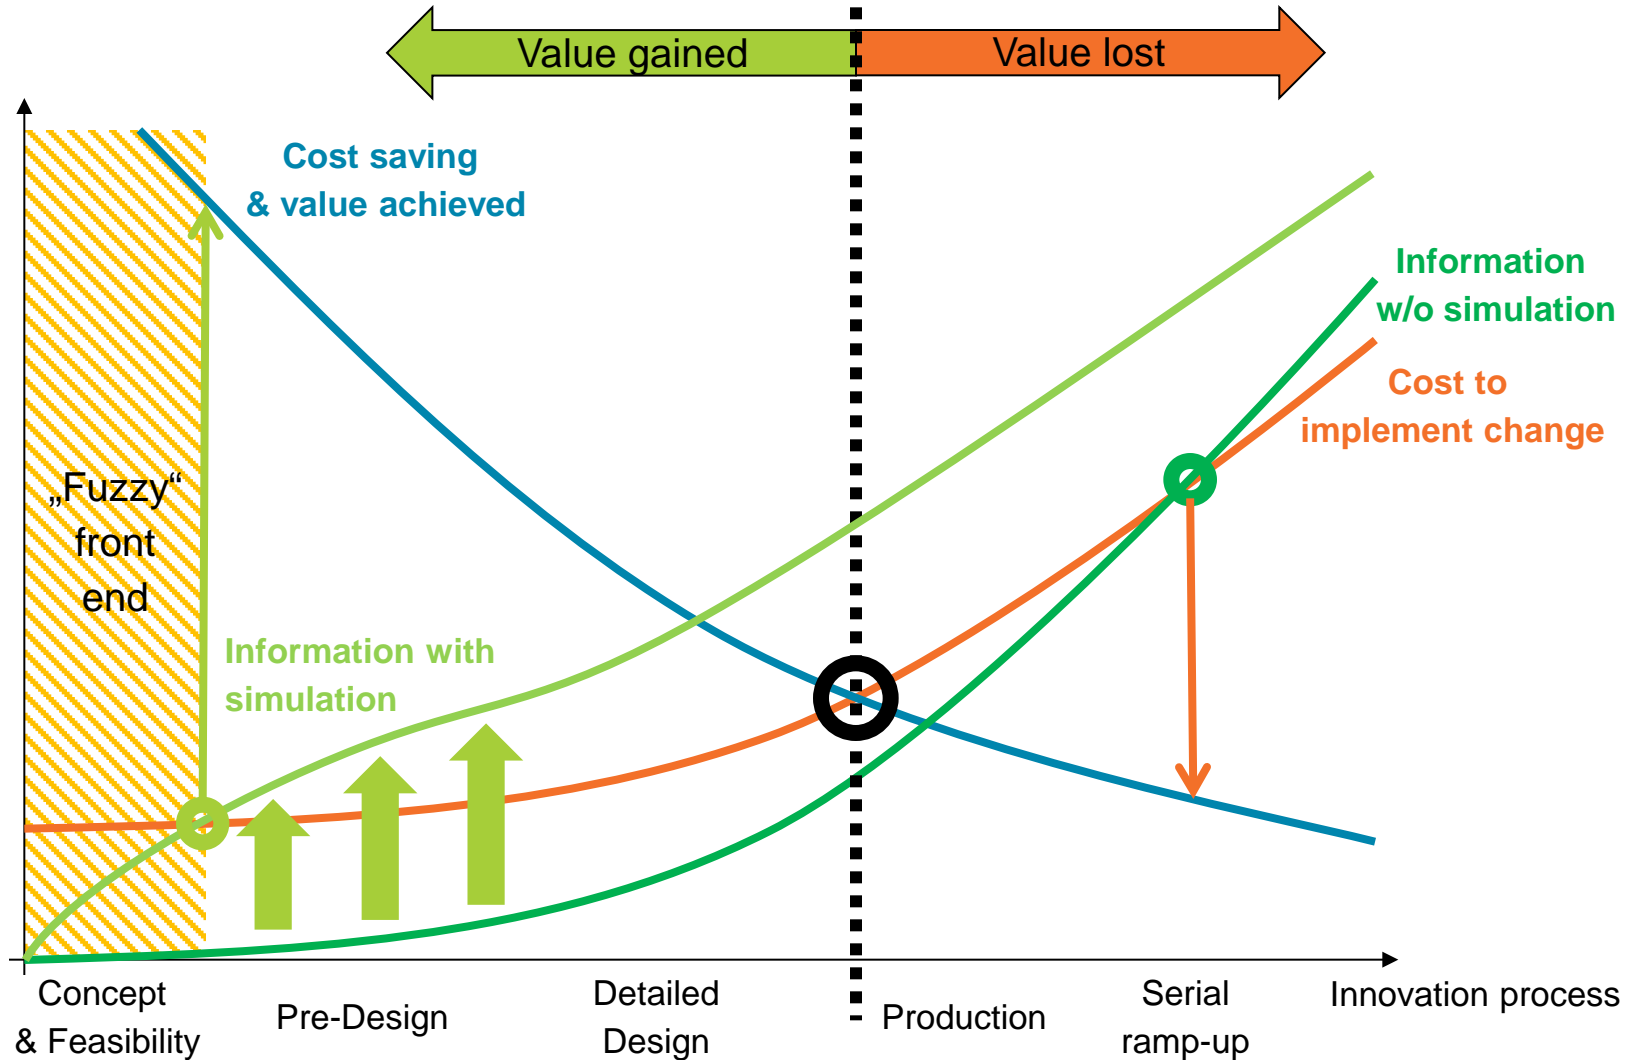 Value gained
Value lost
Cost saving
& value achieved
Information
w/o simulation
Cost to
implement change
„Fuzzy“
front
end
Information with
simulation
Concept
& Feasibility
Pre-Design
Detailed
Design
Production
Serial
ramp-up
Innovation process